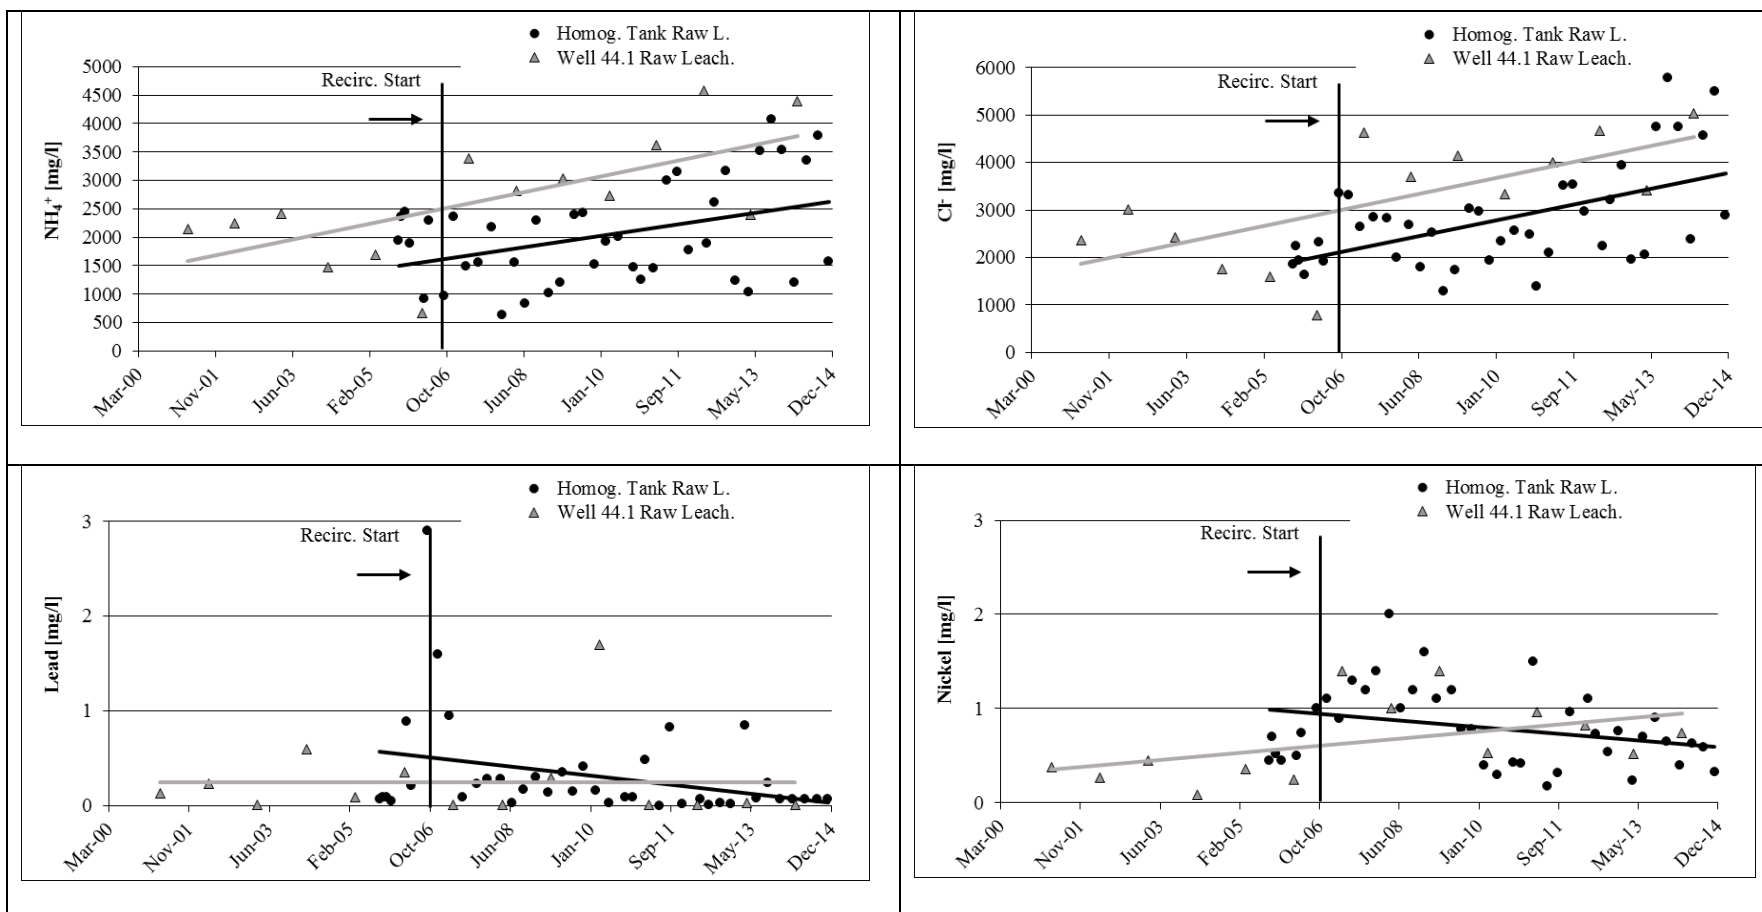 Homog. Tank Raw L.
Well 44.1 Raw Leach.
Recirc. Start
NH₄⁺ [mg/l]
5000
4500
4000
3500
3000
2500
2000
1500
1000
500
0
Mar-00
Nov-01
Jun-03
Feb-05
Oct-06
Jun-08
Jan-10
Sep-11
May-13
Dec-14
Homog. Tank Raw L.
Well 44.1 Raw Leach.
Recirc. Start
Cl⁻ [mg/l]
6000
5000
4000
3000
2000
1000
0
Mar-00
Nov-01
Jun-03
Feb-05
Oct-06
Jun-08
Jan-10
Sep-11
May-13
Dec-14
Homog. Tank Raw L.
Well 44.1 Raw Leach.
Recirc. Start
Lead [mg/l]
3
2
1
0
Mar-00
Nov-01
Jun-03
Feb-05
Oct-06
Jun-08
Jan-10
Sep-11
May-13
Dec-14
Homog. Tank Raw L.
Well 44.1 Raw Leach.
Recirc. Start
Nickel [mg/l]
3
2
1
0
Mar-00
Nov-01
Jun-03
Feb-05
Oct-06
Jun-08
Jan-10
Sep-11
May-13
Dec-14